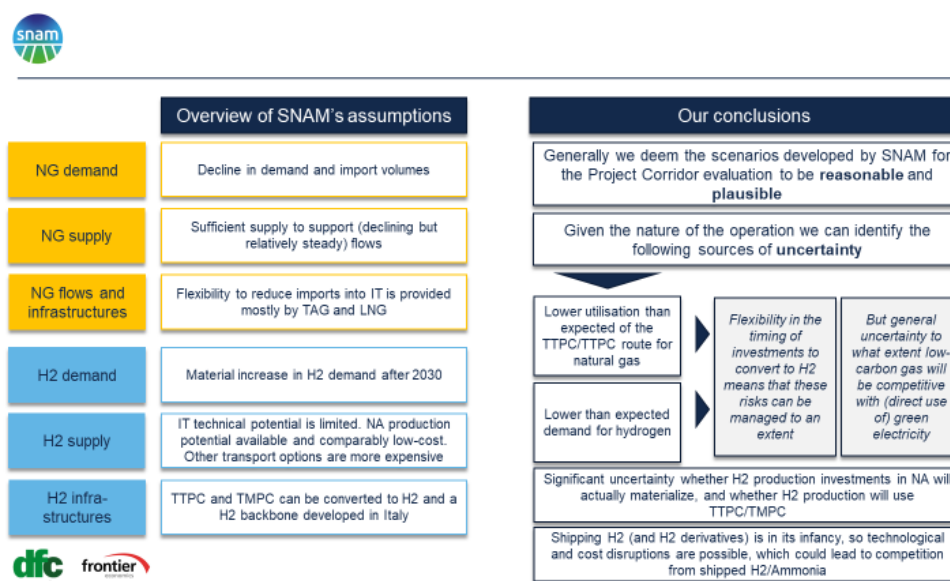 snam
Overview of SNAM's assumptions
NG demand
Decline in demand and import volumes
NG supply
Sufficient supply to support (declining but
relatively steady) flows
NG flows and
infrastructures
Flexibility to reduce imports into IT is provided
mostly by TAG and LNG
H2 demand
Material increase in H2 demand after 2030
H2 supply
IT technical potential is limited. NA production
potential available and comparably low-cost.
Other transport options are more expensive
H2 infra-
structures
TTPC and TMPC can be converted to H2 and a
H2 backbone developed in Italy
Our conclusions
Generally we deem the scenarios developed by SNAM for
the Project Corridor evaluation to be reasonable and
plausible
Given the nature of the operation we can identify the
following sources of uncertainty
Lower utilisation than
expected of the
TTPC/TTPC route for
natural gas
Lower than expected
demand for hydrogen
Flexibility in the
timing of
investments to
convert to H2
means that these
risks can be
managed to an
extent
But general
uncertainty to
what extent low-
carbon gas will
be competitive
with (direct use
of) green
electricity
Significant uncertainty whether H2 production investments in NA will
actually materialize, and whether H2 production will use
TTPC/TMPC
Shipping H2 (and H2 derivatives) is in its infancy, so technological
and cost disruptions are possible, which could lead to competition
from shipped H2/Ammonia
dfc
frontier
economics